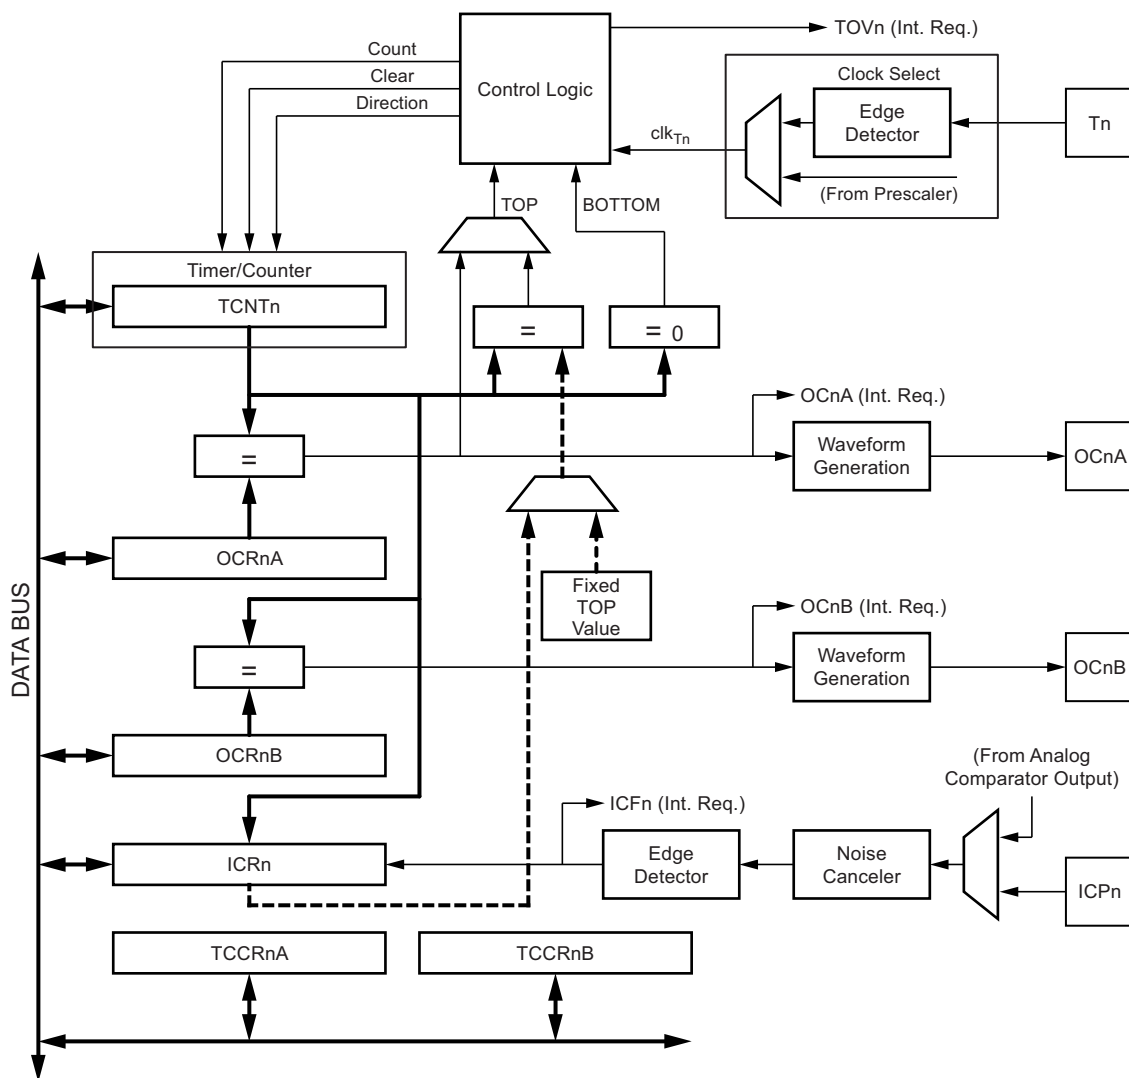 TOVn (Int. Req.)
Count
Clear
Direction
Control Logic
Clock Select
Edge
Detector
Tn
clkTn
(From Prescaler)
TOP
BOTTOM
Timer/Counter
TCNTn
=
= 0
OCnA (Int. Req.)
=
Waveform
Generation
OCnA
OCRnA
Fixed
TOP
Value
DATA BUS
OCnB (Int. Req.)
=
Waveform
Generation
OCnB
OCRnB
(From Analog
Comparator Output)
ICFn (Int. Req.)
ICRn
Edge
Detector
Noise
Canceler
ICPn
TCCRnA
TCCRnB